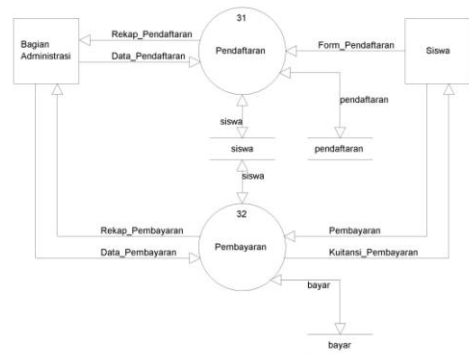 31
Rekap_Pendaftaran
Form_Pendaftaran
Bagian
Administrasi
Pendaftaran
Siswa
Data_Pendaftaran
pendaftaran
siswa
siswa
pendaftaran
siswa
32
Rekap_Pembayaran
Pembayaran
Pembayaran
Data_Pembayaran
Kuitansi_Pembayaran
bayar
bayar